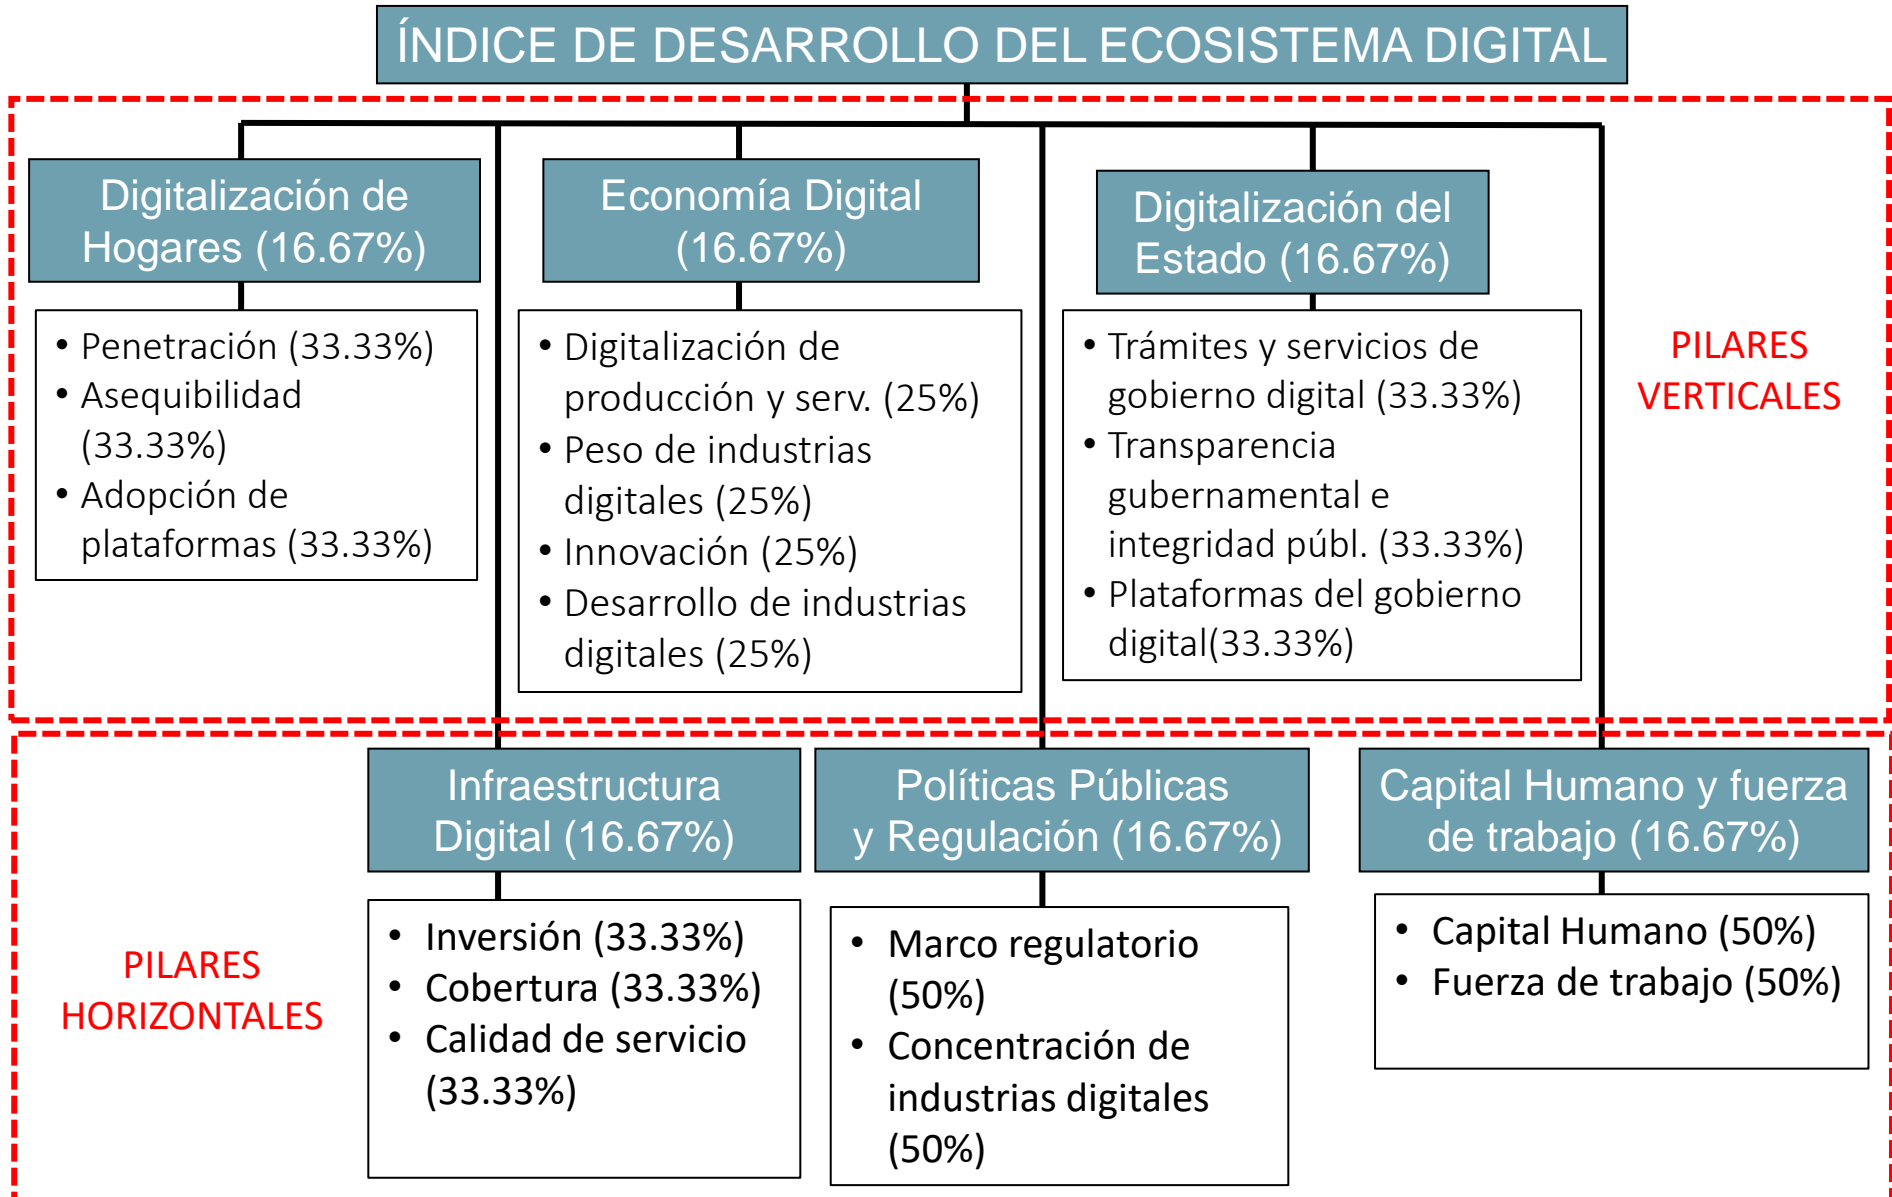 ÍNDICE DE DESARROLLO DEL ECOSISTEMA DIGITAL
Digitalización de
Hogares (16.67%)
• Penetración (33.33%)
• Asequibilidad
(33.33%)
• Adopción de
plataformas (33.33%)
Economía Digital
(16.67%)
• Digitalización de
producción y serv. (25%)
• Peso de industrias
digitales (25%)
• Innovación (25%)
• Desarrollo de industrias
digitales (25%)
Digitalización del
Estado (16.67%)
• Trámites y servicios de
gobierno digital (33.33%)
• Transparencia
gubernamental e
integridad públ. (33.33%)
• Plataformas del gobierno
digital(33.33%)
PILARES
VERTICALES
PILARES
HORIZONTALES
Infraestructura
Digital (16.67%)
• Inversión (33.33%)
• Cobertura (33.33%)
• Calidad de servicio
(33.33%)
Políticas Públicas
y Regulación (16.67%)
• Marco regulatorio
(50%)
• Concentración de
industrias digitales
(50%)
Capital Humano y fuerza
de trabajo (16.67%)
• Capital Humano (50%)
• Fuerza de trabajo (50%)